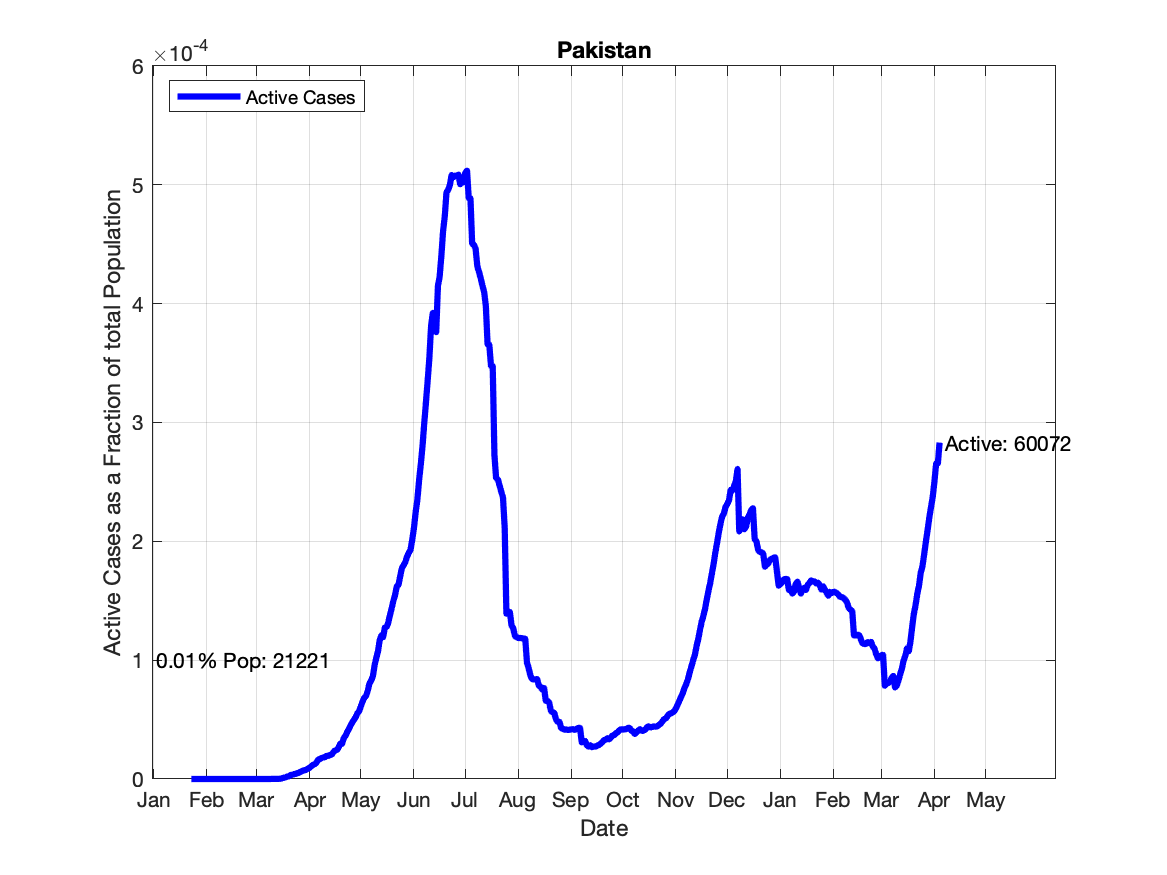 Pakistan
×10-4
6
5
4
3
2
1
0
Active Cases
Active Cases as a Fraction of total Population
0.01% Pop: 21221
Active: 60072
Jan Feb Mar Apr May Jun Jul Aug Sep Oct Nov Dec Jan Feb Mar Apr May
Date